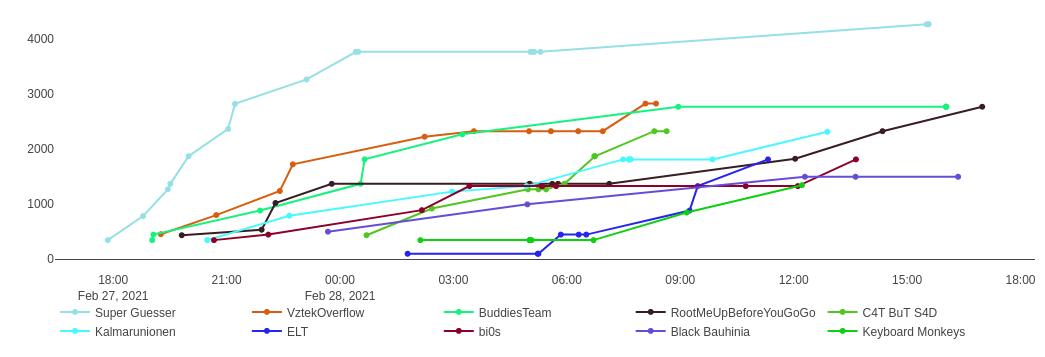 4000
3000
2000
1000
0
18:00 21:00 00:00 03:00 06:00 09:00 12:00 15:00 18:00
Feb 27, 2021 Feb 28, 2021
Super Guesser VztekOverflow BuddiesTeam RootMeUpBeforeYouGoGo C4T BuT S4D
Kalmarunionen ELT bi0s Black Bauhinia Keyboard Monkeys